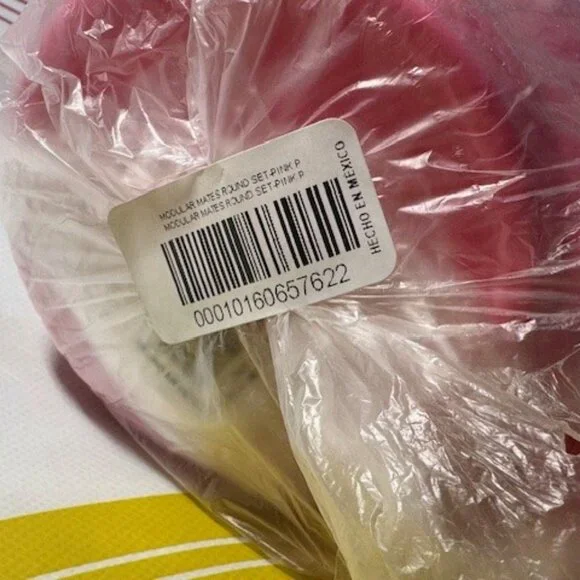 MODULAR MATES ROUND SET-PINK P
MODULAR MATES ROUND SET-PINK P
00010160657622
HECHO EN MEXICO